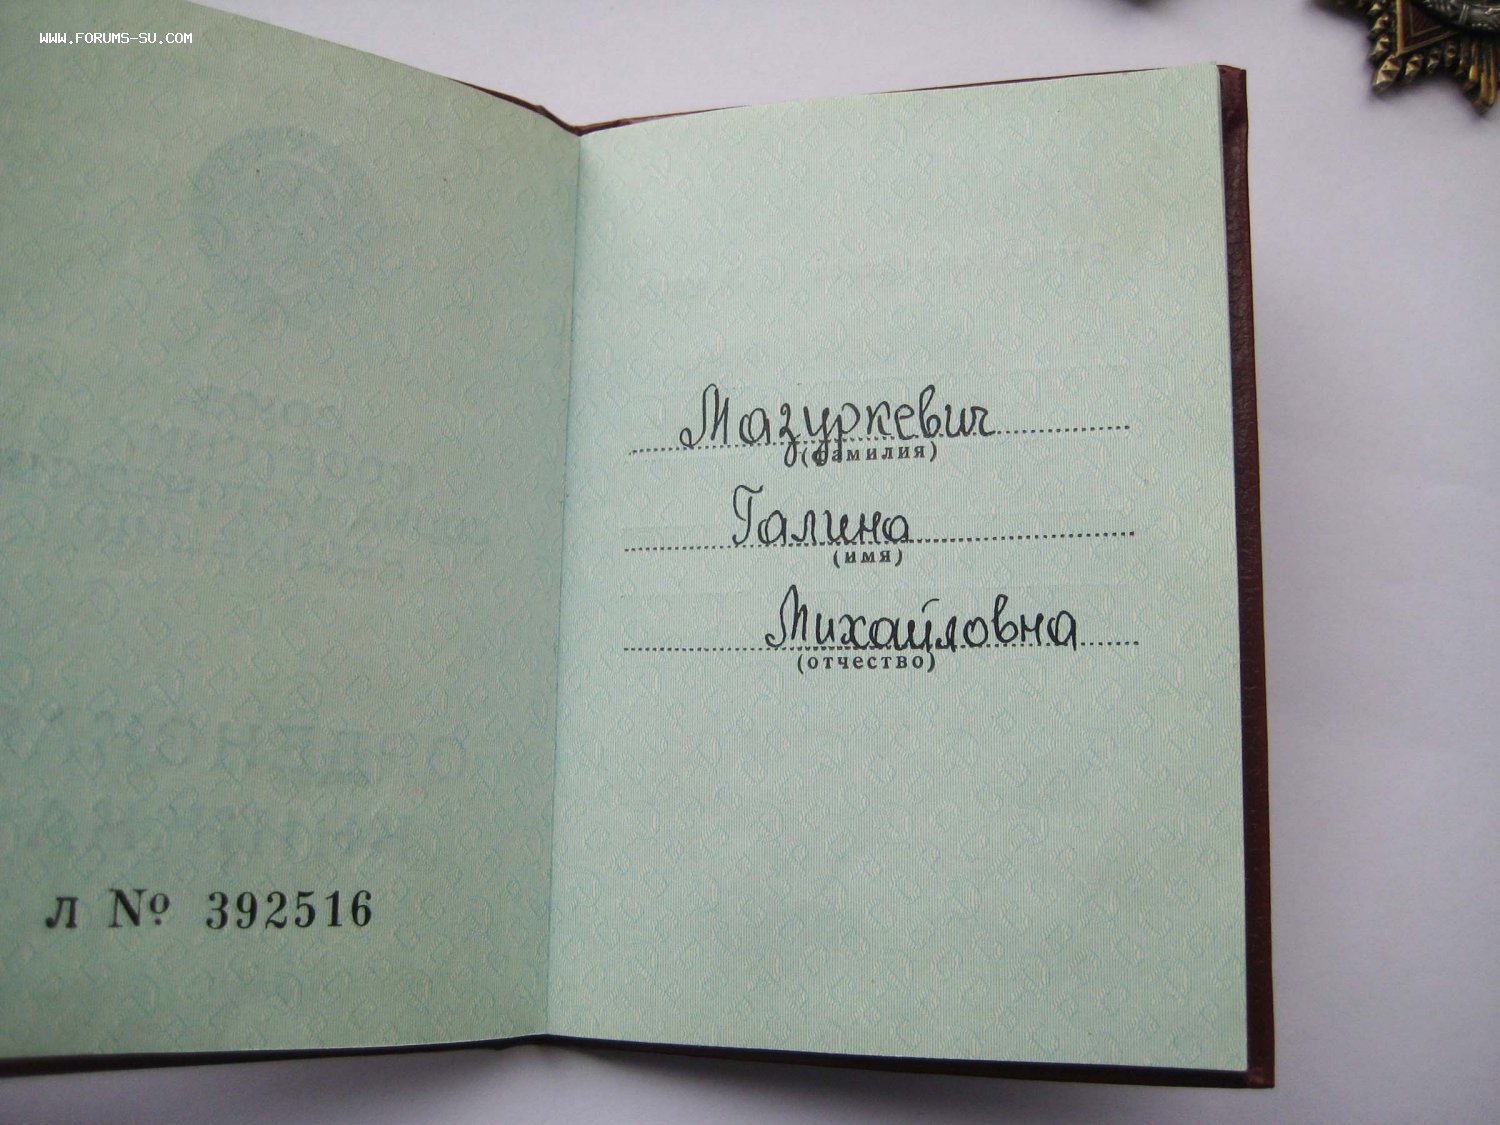 WWW.FORUMS-SU.COM
л № 392516
Мазуркевич
(фамилия)
Галина
(имя)
Михайловна
(отчество)